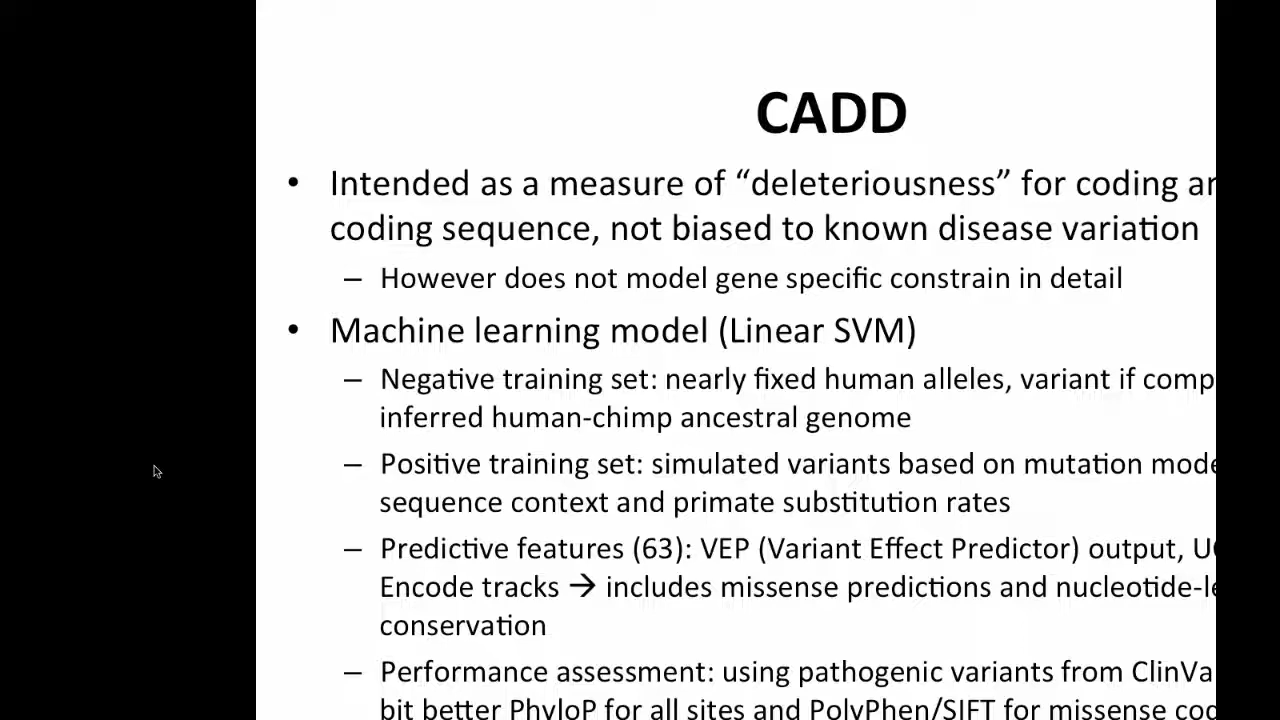 CADD
• Intended as a measure of “deleteriousness” for coding
coding sequence, not biased to known disease variation
– However does not model gene specific constrain in detail
• Machine learning model (Linear SVM)
– Negative training set: nearly fixed human alleles, variant if comp
inferred human-chimp ancestral genome
– Positive training set: simulated variants based on mutation mode
sequence context and primate substitution rates
– Predictive features (63): VEP (Variant Effect Predictor) output,
Encode tracks → includes missense predictions and nucleotide-le
conservation
– Performance assessment: using pathogenic variants from ClinVa
bit better PhyloP for all sites and PolyPhen/SIFT for missense cod